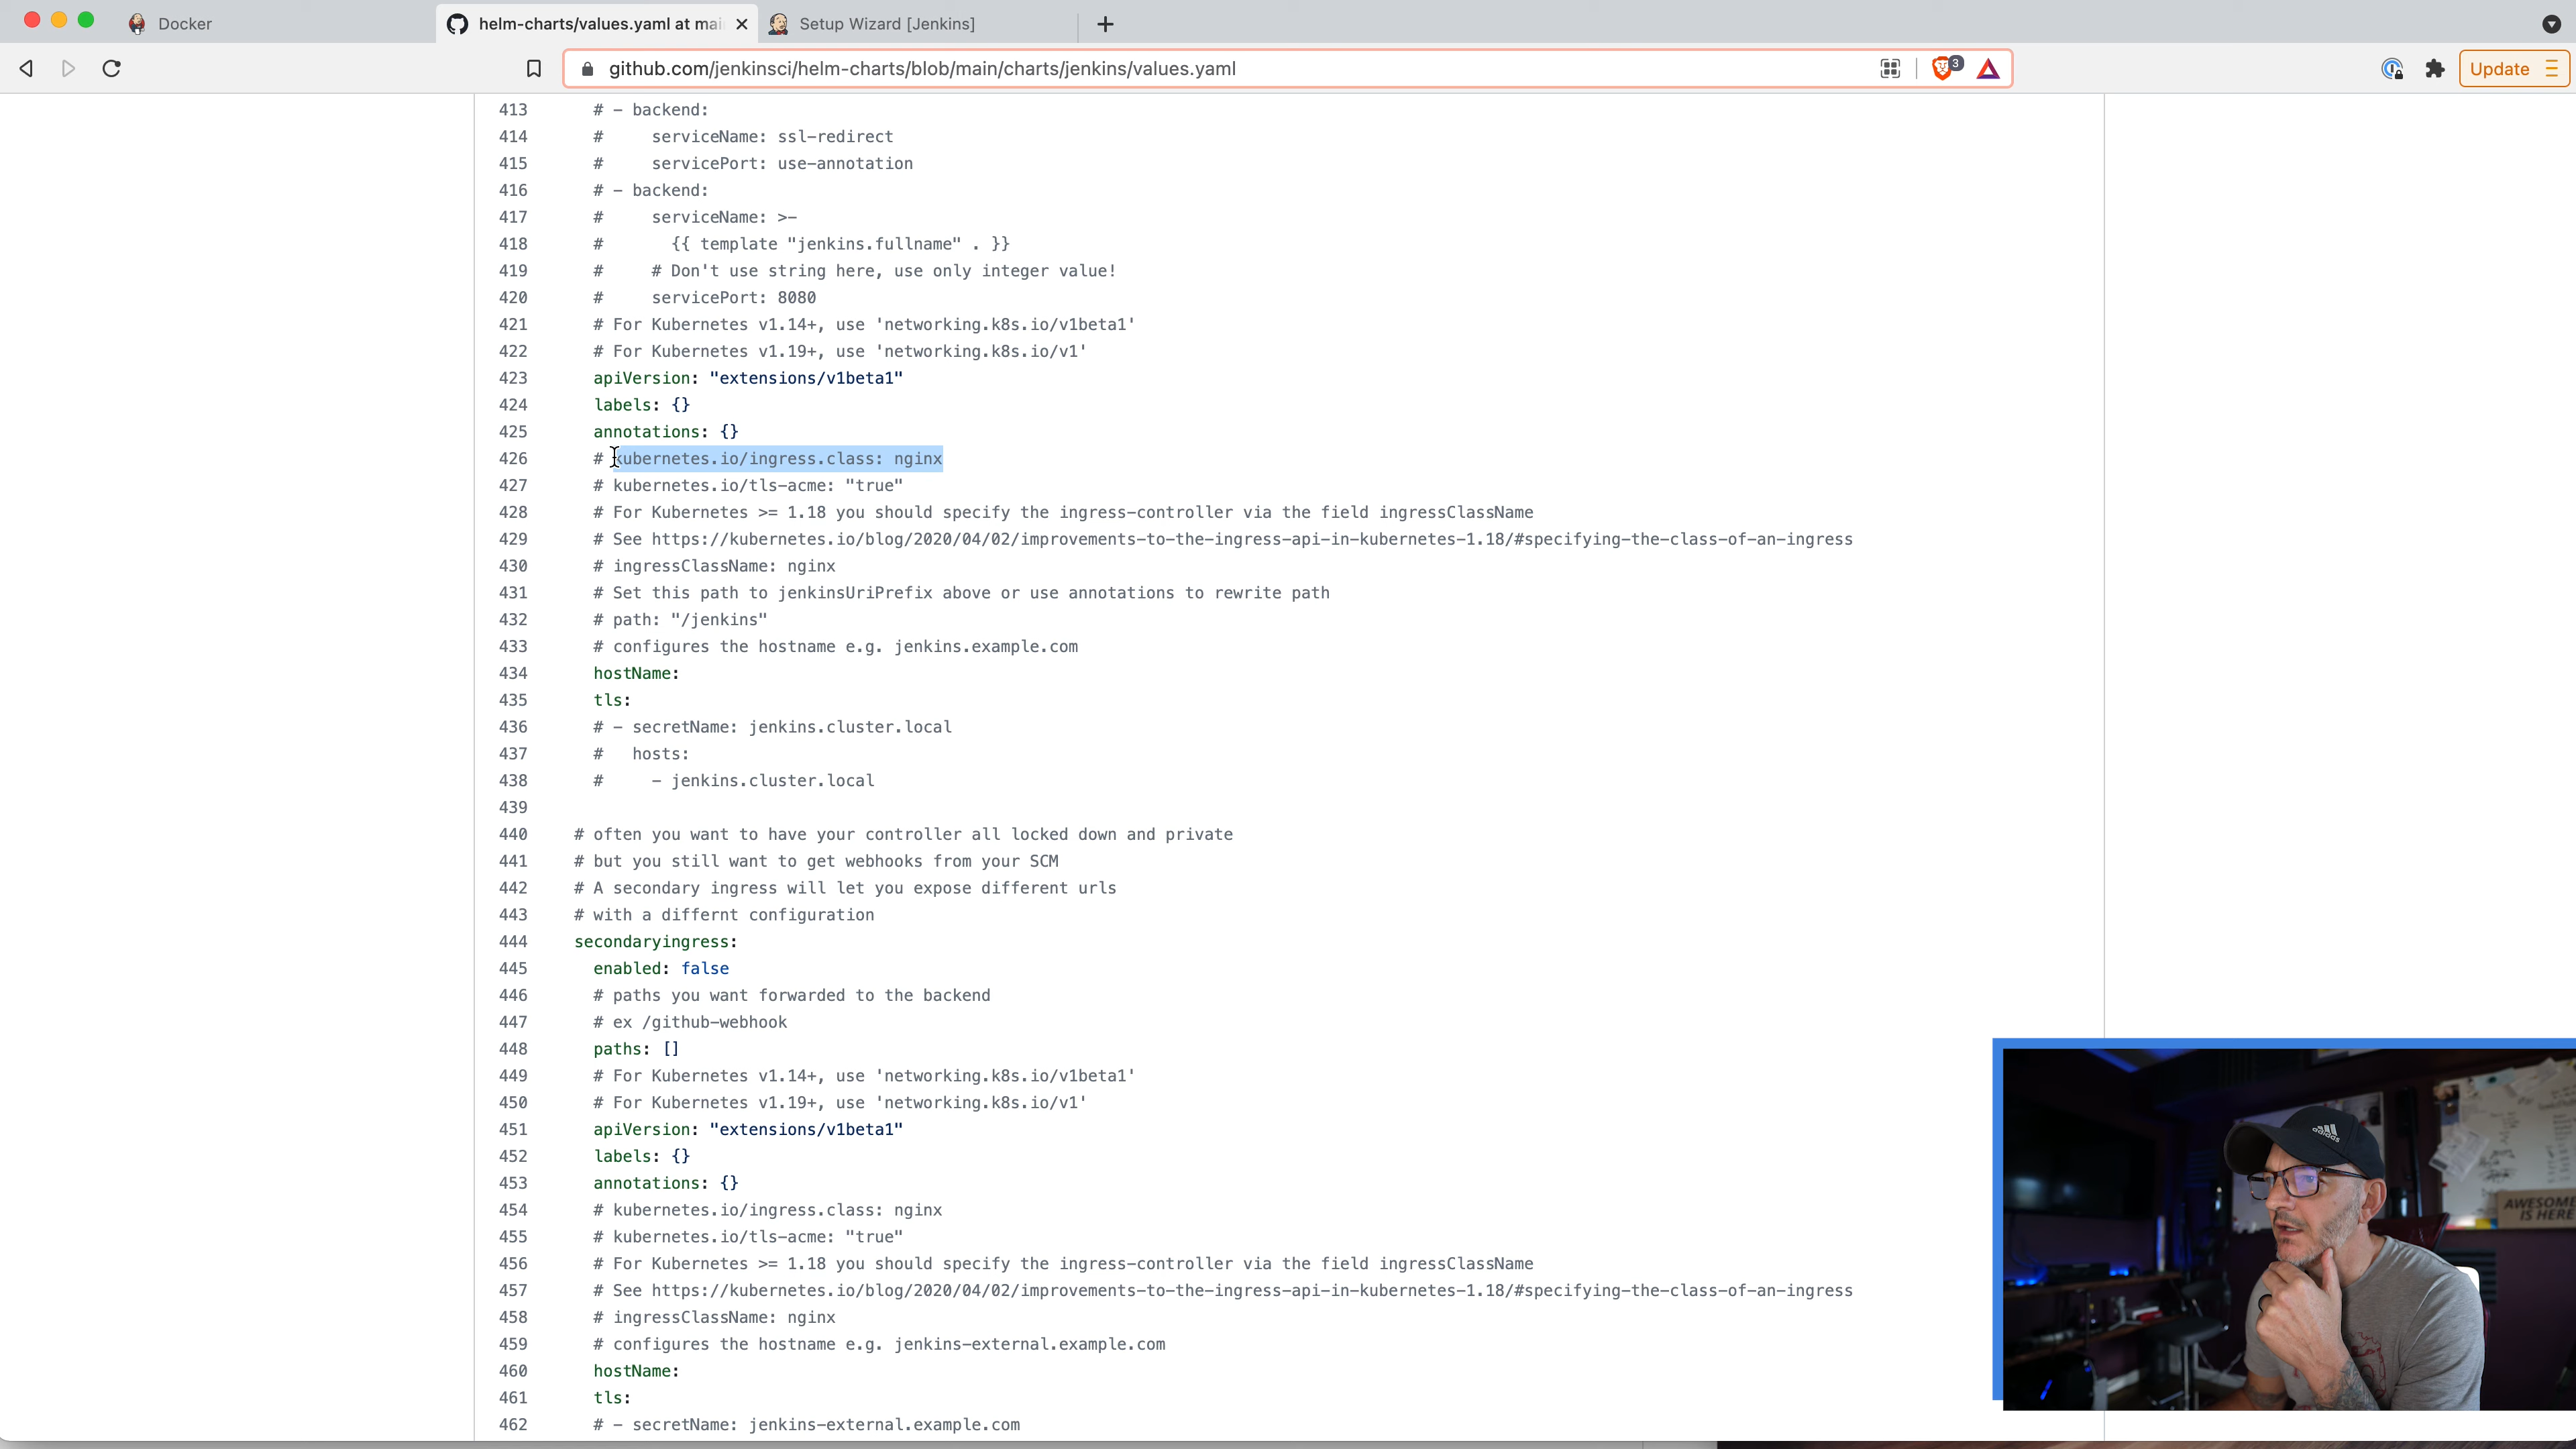 Docker
helm-charts/values.yaml at mai
Setup Wizard [Jenkins]
github.com/jenkinsci/helm-charts/blob/main/charts/jenkins/values.yaml
3
Update
413 # - backend:
414 #     serviceName: ssl-redirect
415 #     servicePort: use-annotation
416 # - backend:
417 #     serviceName: >-
418 #       {{ template "jenkins.fullname" . }}
419 #     # Don't use string here, use only integer value!
420 #     servicePort: 8080
421 # For Kubernetes v1.14+, use 'networking.k8s.io/v1beta1'
422 # For Kubernetes v1.19+, use 'networking.k8s.io/v1'
423 apiVersion: "extensions/v1beta1"
424 labels: {}
425 annotations: {}
426 # kubernetes.io/ingress.class: nginx
427 # kubernetes.io/tls-acme: "true"
428 # For Kubernetes >= 1.18 you should specify the ingress-controller via the field ingressClassName
429 # See https://kubernetes.io/blog/2020/04/02/improvements-to-the-ingress-api-in-kubernetes-1.18/#specifying-the-class-of-an-ingress
430 # ingressClassName: nginx
431 # Set this path to jenkinsUriPrefix above or use annotations to rewrite path
432 # path: "/jenkins"
433 # configures the hostname e.g. jenkins.example.com
434 hostName:
435 tls:
436 # - secretName: jenkins.cluster.local
437 #   hosts:
438 #     - jenkins.cluster.local
439
440 # often you want to have your controller all locked down and private
441 # but you still want to get webhooks from your SCM
442 # A secondary ingress will let you expose different urls
443 # with a differnt configuration
444 secondaryingress:
445 enabled: false
446 # paths you want forwarded to the backend
447 # ex /github-webhook
448 paths: []
449 # For Kubernetes v1.14+, use 'networking.k8s.io/v1beta1'
450 # For Kubernetes v1.19+, use 'networking.k8s.io/v1'
451 apiVersion: "extensions/v1beta1"
452 labels: {}
453 annotations: {}
454 # kubernetes.io/ingress.class: nginx
455 # kubernetes.io/tls-acme: "true"
456 # For Kubernetes >= 1.18 you should specify the ingress-controller via the field ingressClassName
457 # See https://kubernetes.io/blog/2020/04/02/improvements-to-the-ingress-api-in-kubernetes-1.18/#specifying-the-class-of-an-ingress
458 # ingressClassName: nginx
459 # configures the hostname e.g. jenkins-external.example.com
460 hostName:
461 tls:
462 # - secretName: jenkins-external.example.com
adidas
AWESOME
IS HERE